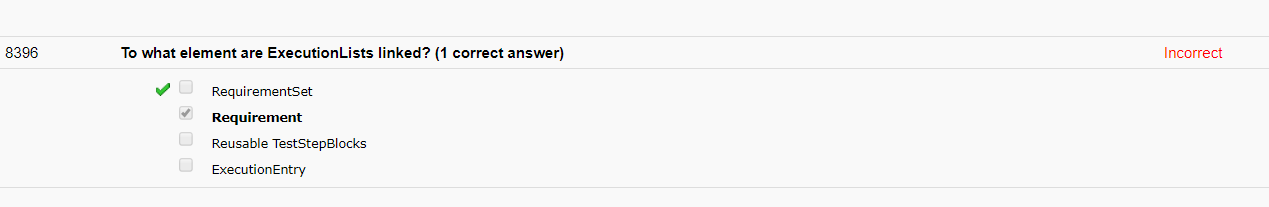 8396 To what element are ExecutionLists linked? (1 correct answer) Incorrect
RequirementSet
Requirement
Reusable TestStepBlocks
ExecutionEntry